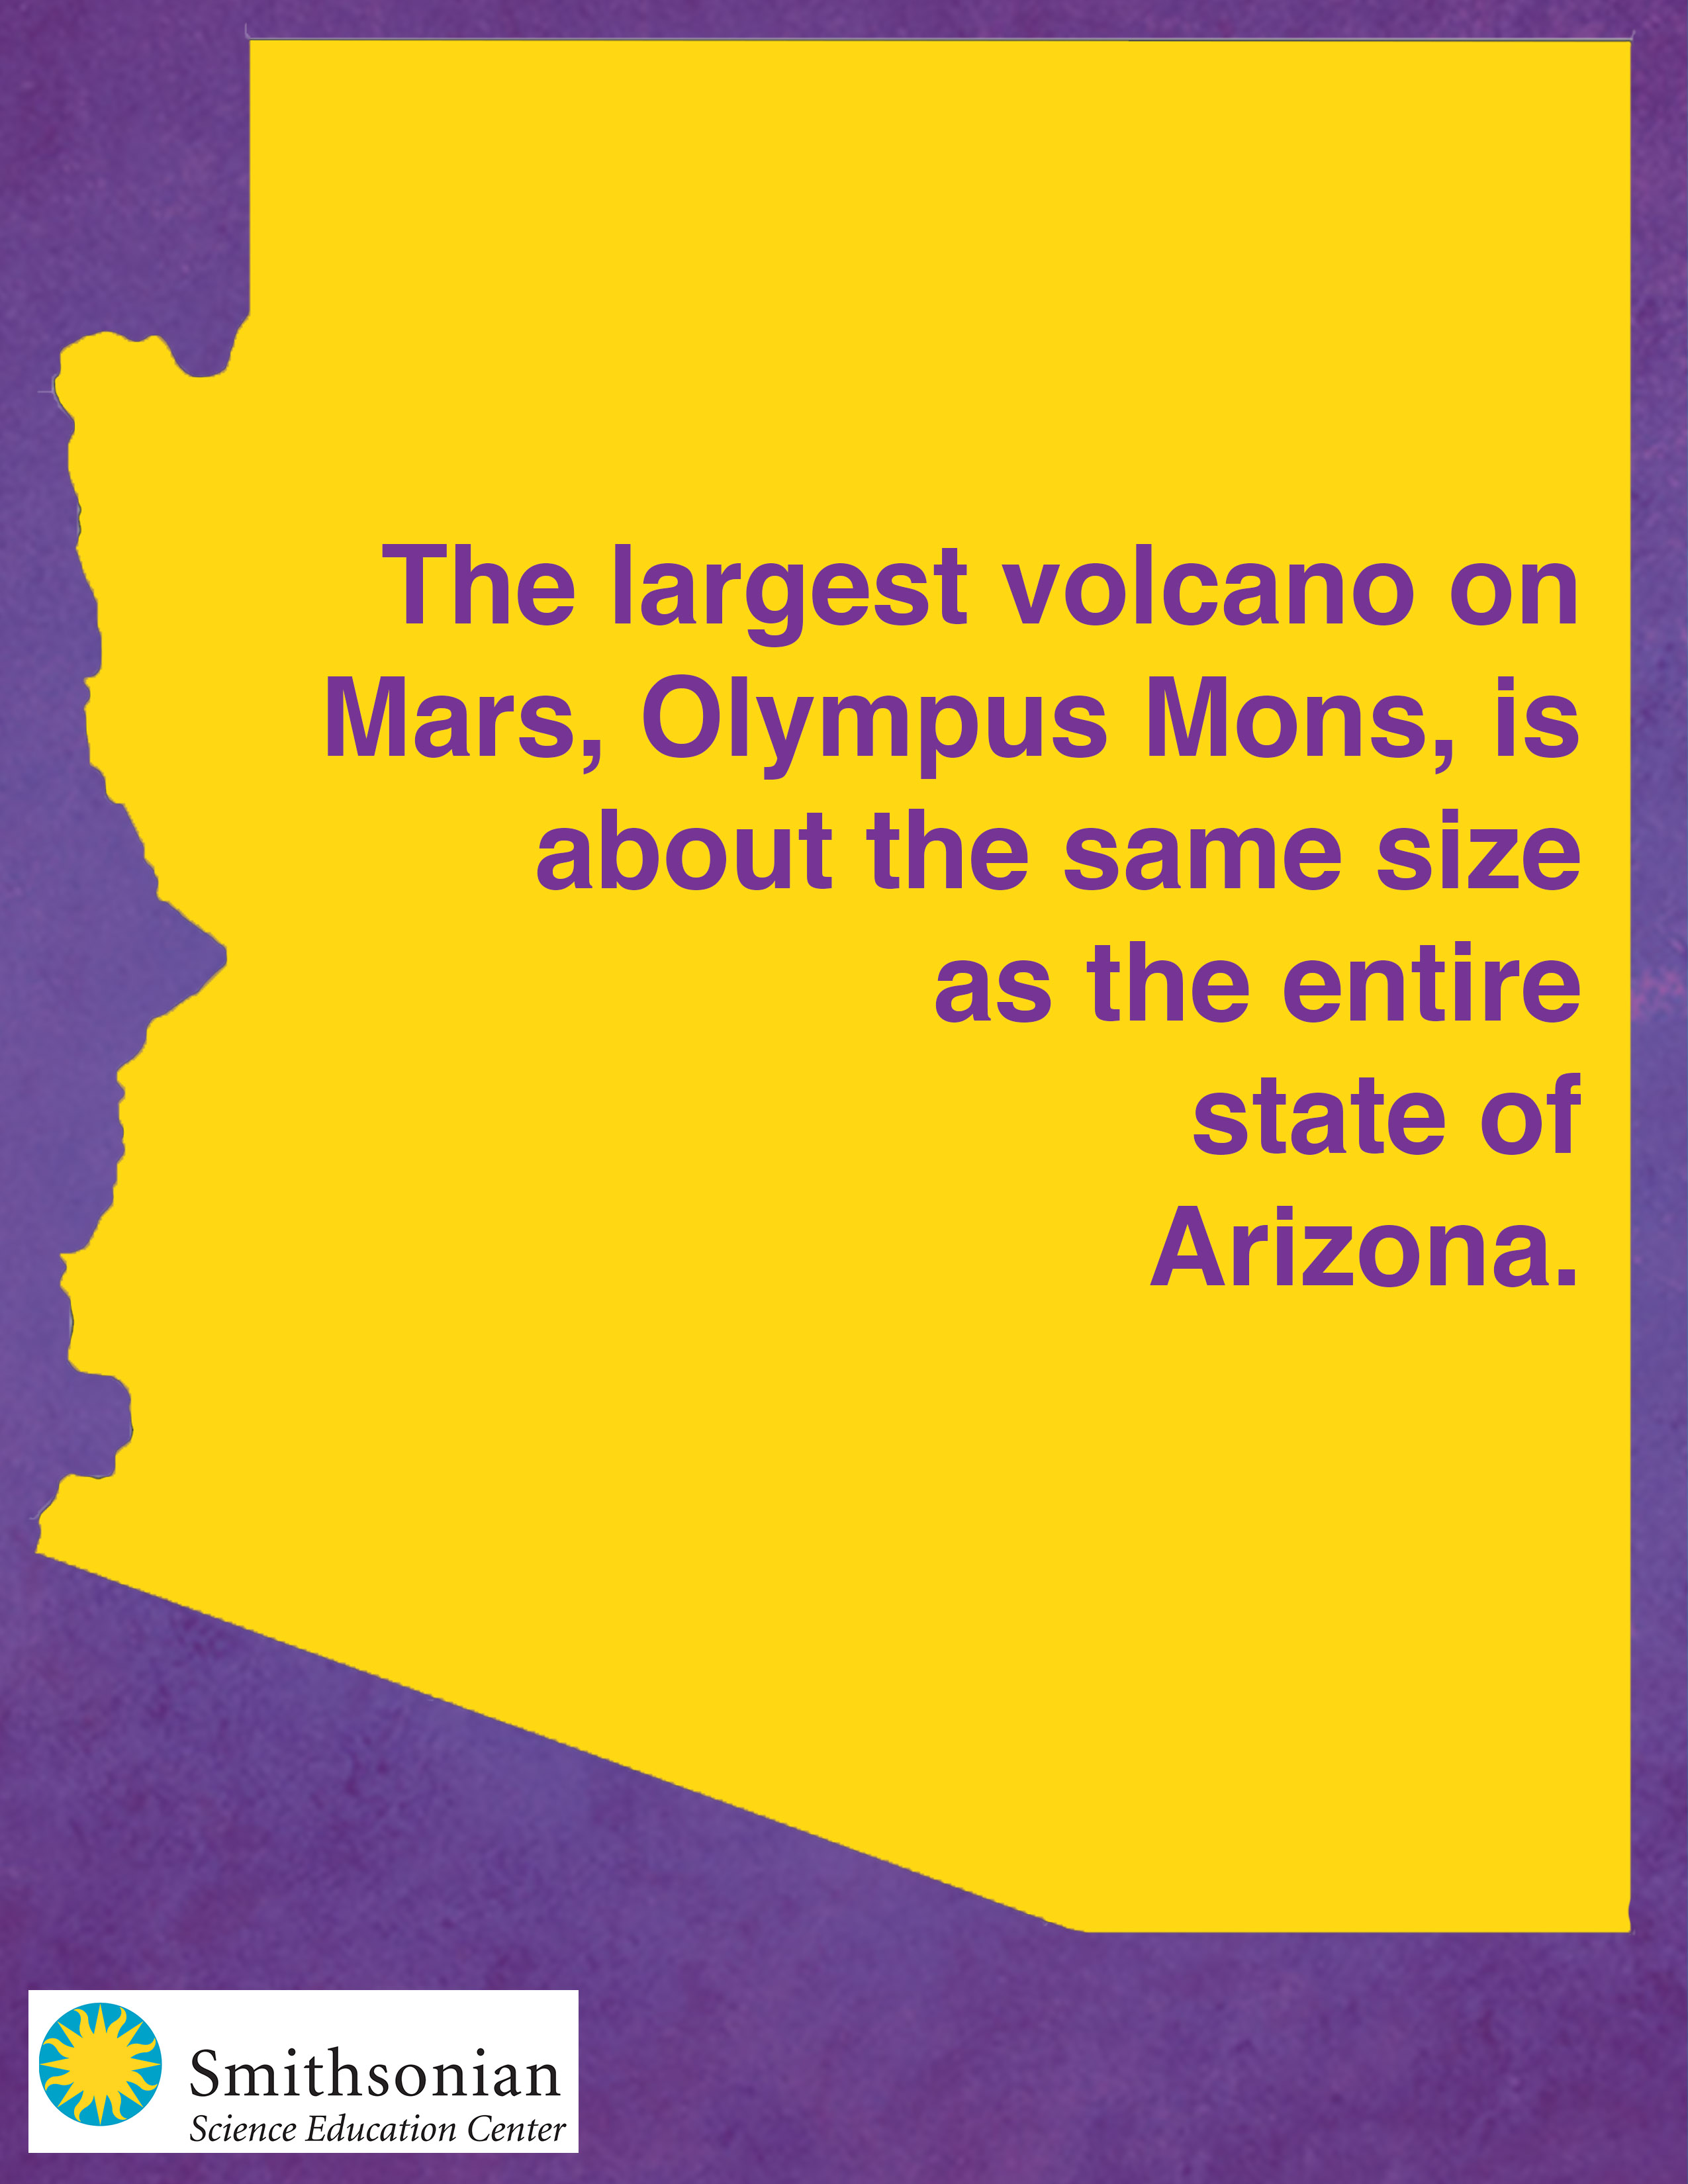 The largest volcano on
Mars, Olympus Mons, is
about the same size
as the entire
state of
Arizona.
Smithsonian
Science Education Center